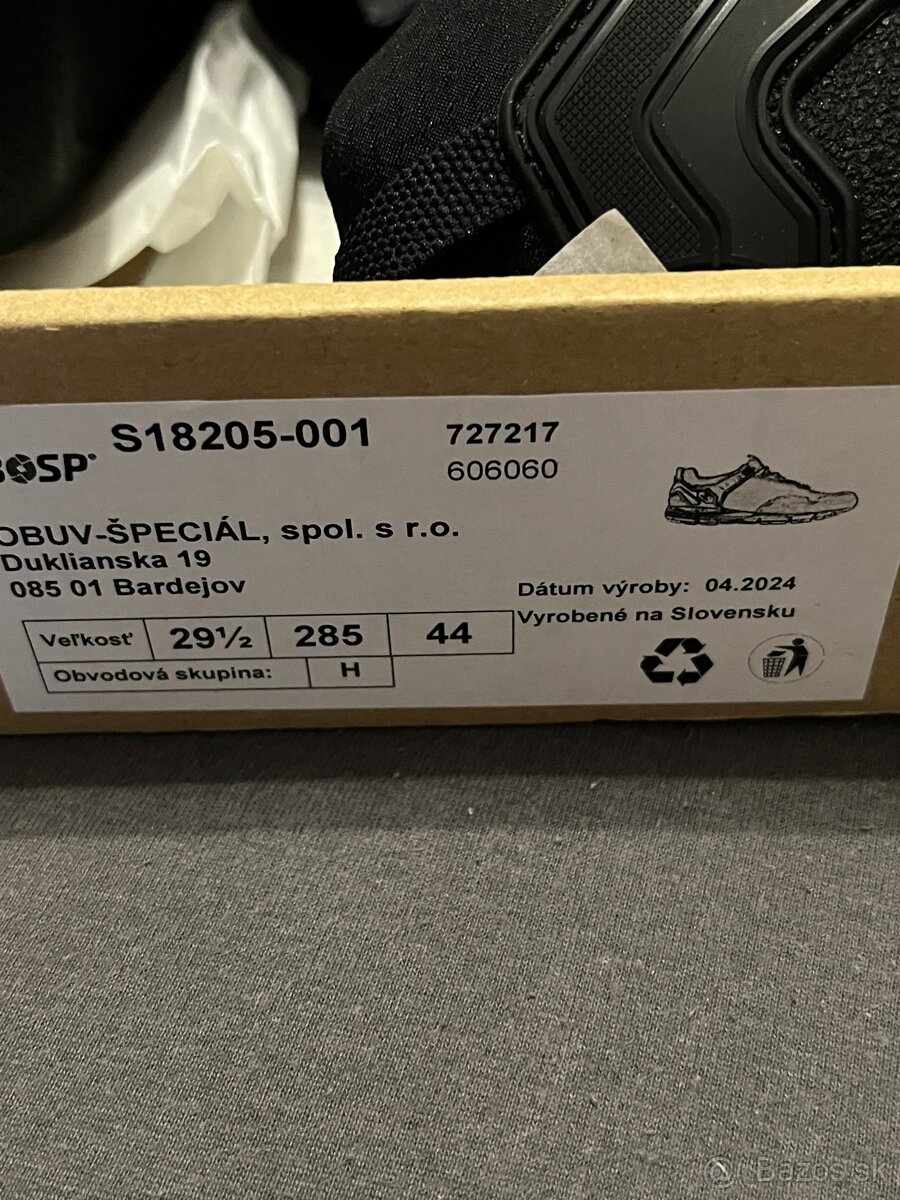 S18205-001
727217
606060
BOSP
OBUV-ŠPECIÁL, spol. s r.o.
Duklianska 19
085 01 Bardejov
Dátum výroby: 04.2024
Vyrobené na Slovensku
Veľkosť 29½ 285 44
Obvodová skupina: H
Bazos.sk